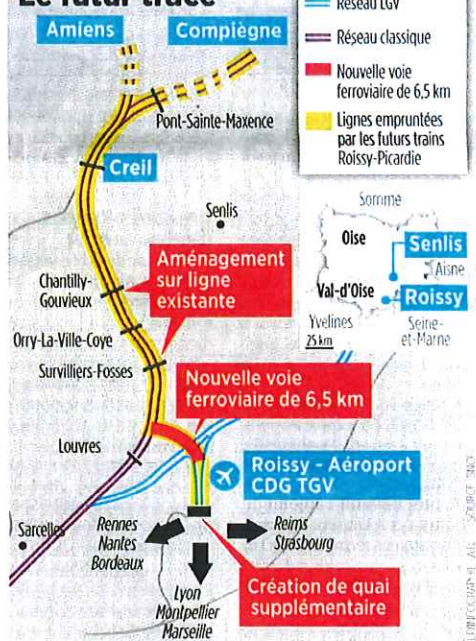 Le futur tracé
Amiens
Compiègne
Réseau LGV
Réseau classique
Nouvelle voie
ferroviaire de 6,5 km
Lignes empruntées
par les futurs trains
Roissy-Picardie
Pont-Sainte-Maxence
Creil
Senlis
Somme
Oise
Senlis
Aisne
Val-d'Oise
Roissy
Yvelines
Seine-
et-Marne
25 km
Aménagement
sur ligne
existante
Chantilly-
Gouvieux
Orry-La-Ville-Coye
Survilliers-Fosses
Nouvelle voie
ferroviaire de 6,5 km
Louvres
Roissy - Aéroport
CDG TGV
Sarcelles
Rennes
Nantes
Bordeaux
Reims
Strasbourg
Lyon
Montpellier
Marseille
Création de quai
supplémentaire